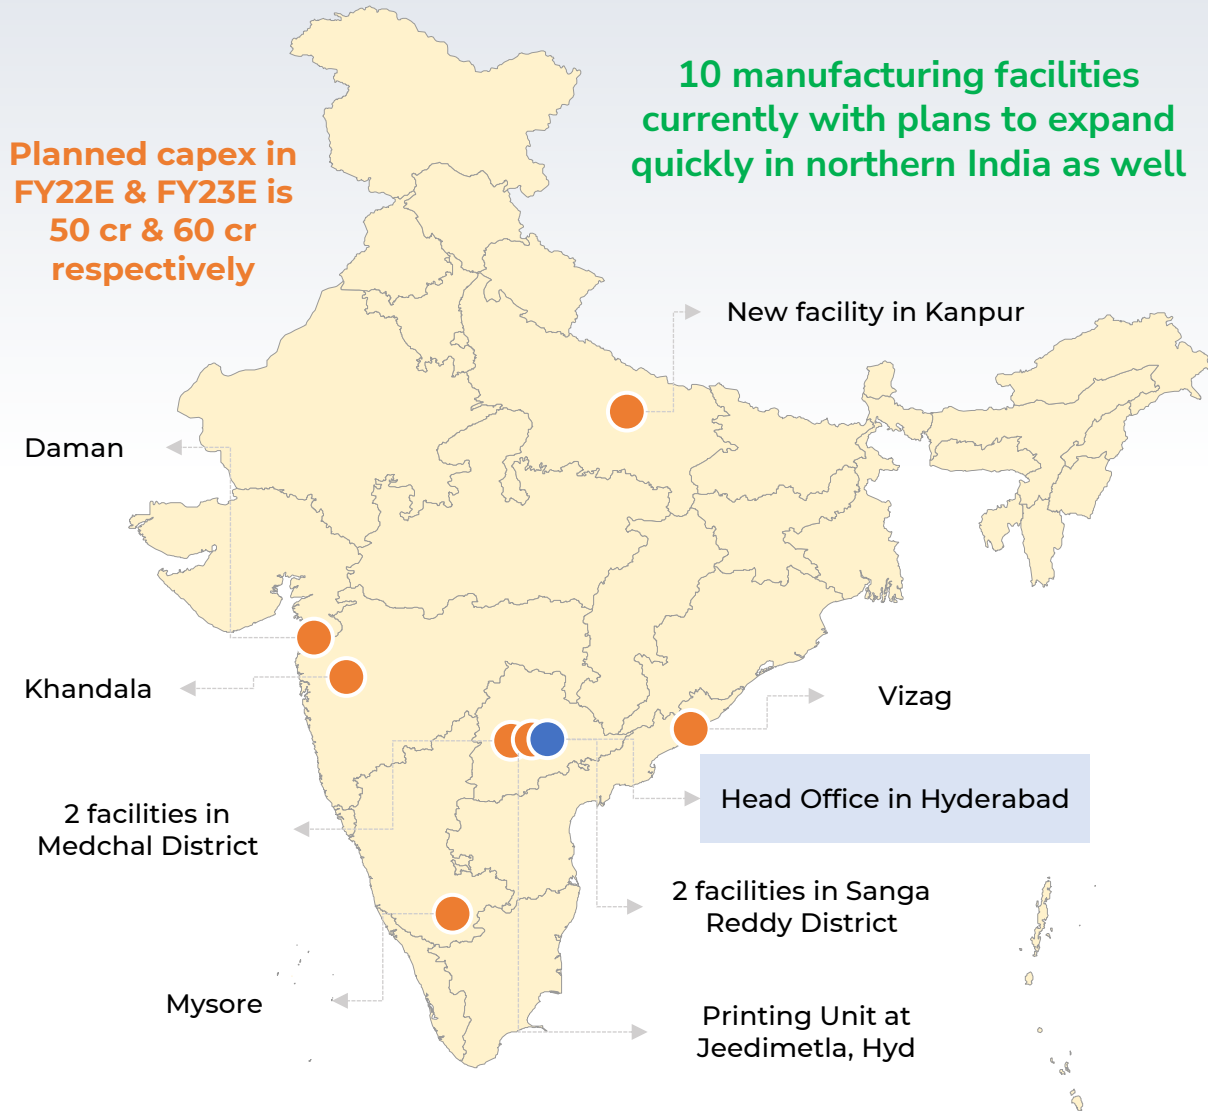 10 manufacturing facilities
currently with plans to expand
quickly in northern India as well
Planned capex in
FY22E & FY23E is
50 cr & 60 cr
respectively
New facility in Kanpur
Daman
Khandala
Vizag
Head Office in Hyderabad
2 facilities in
Medchal District
2 facilities in Sanga
Reddy District
Mysore
Printing Unit at
Jeedimetla, Hyd